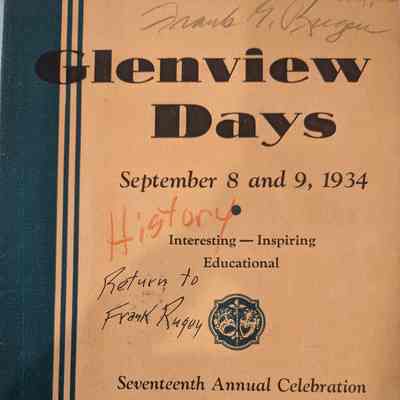 Frank G. Rugen
Glenview
Days
September 8 and 9, 1934
History
Interesting — Inspiring
Educational
Return to
Frank Rugen
Seventeenth Annual Celebration